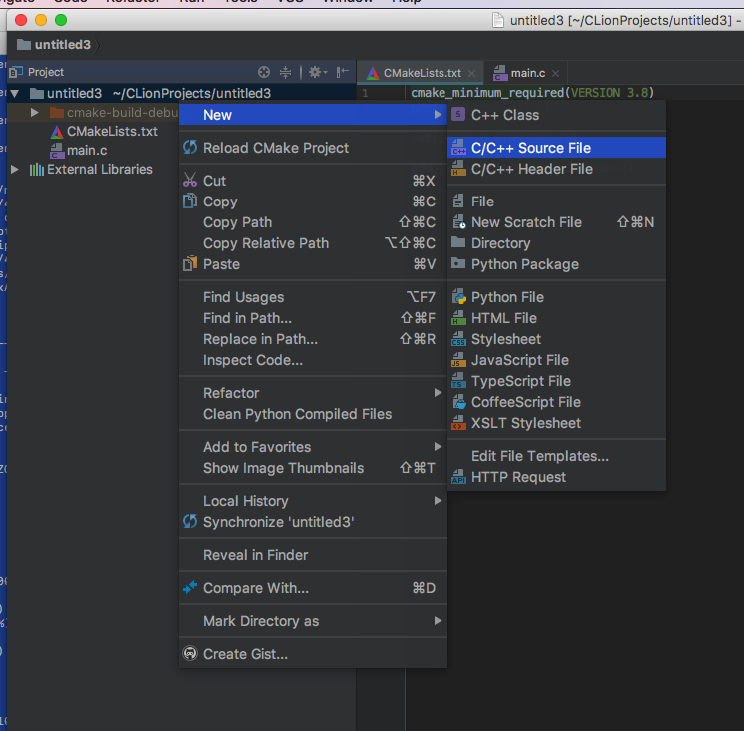 untitled3 [~/CLionProjects/untitled3] -
untitled3
Project
CMakeLists.txt
main.c
untitled3 ~/CLionProjects/untitled3
1
cmake_minimum_required(VERSION 3.8)
cmake-build-debu
CMakeLists.txt
main.c
External Libraries
New
Reload CMake Project
Cut ⌘X
Copy ⌘C
Copy Path ⇧⌘C
Copy Relative Path ⌥⇧⌘C
Paste ⌘V
Find Usages ⌥F7
Find in Path... ⇧⌘F
Replace in Path... ⇧⌘R
Inspect Code...
Refactor
Clean Python Compiled Files
Add to Favorites
Show Image Thumbnails ⇧⌘T
Local History
Synchronize 'untitled3'
Reveal in Finder
Compare With... ⌘D
Mark Directory as
Create Gist...
C++ Class
C/C++ Source File
C/C++ Header File
File
New Scratch File ⇧⌘N
Directory
Python Package
Python File
HTML File
Stylesheet
JavaScript File
TypeScript File
CoffeeScript File
XSLT Stylesheet
Edit File Templates...
HTTP Request